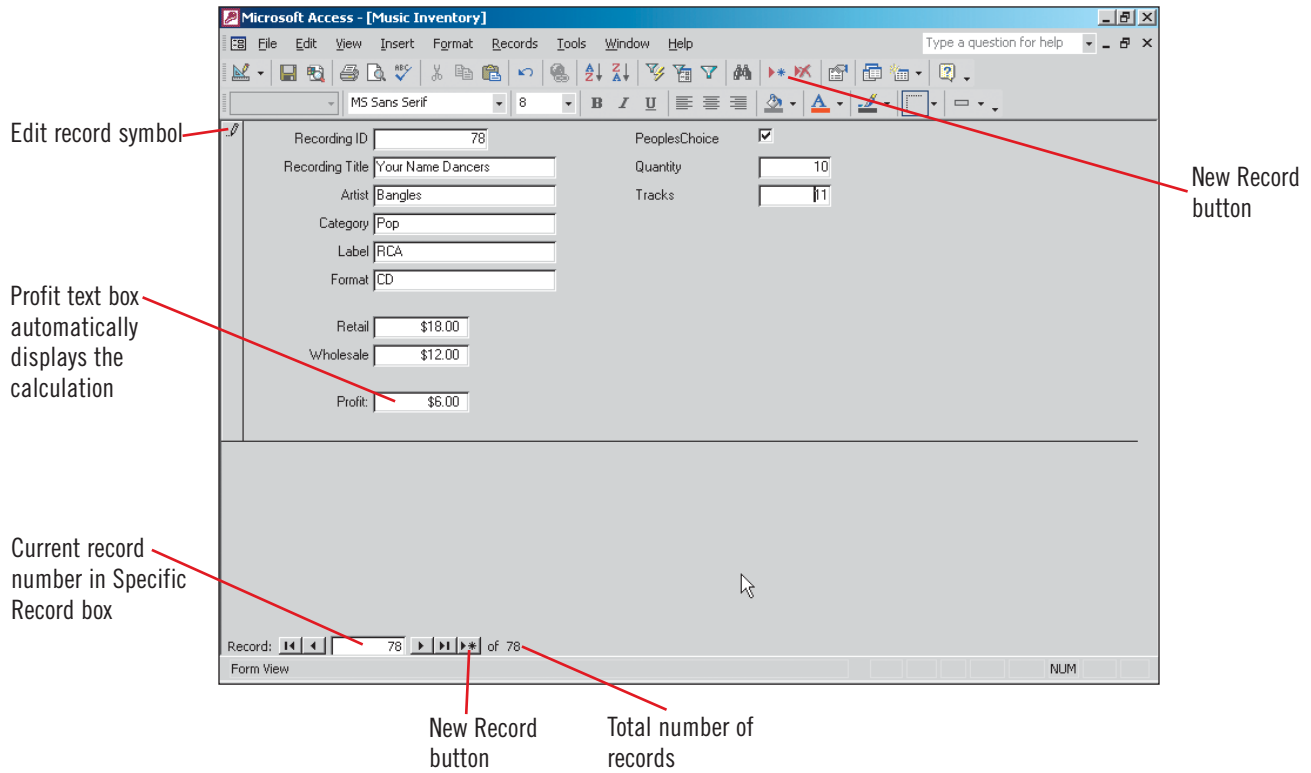 Microsoft Access - [Music Inventory]
File Edit View Insert Format Records Tools Window Help
Type a question for help
ABC
A Z
Z A
MS Sans Serif
8
B I U
A
Edit record symbol
Recording ID 78
PeoplesChoice
Recording Title Your Name Dancers
Quantity 10
Artist Bangles
Tracks 11
Category Pop
Label RCA
Format CD
New Record
button
Profit text box
automatically
displays the
calculation
Retail $18.00
Wholesale $12.00
Profit: $6.00
Current record
number in Specific
Record box
Record: 78 of 78
Form View
NUM
New Record
button
Total number of
records